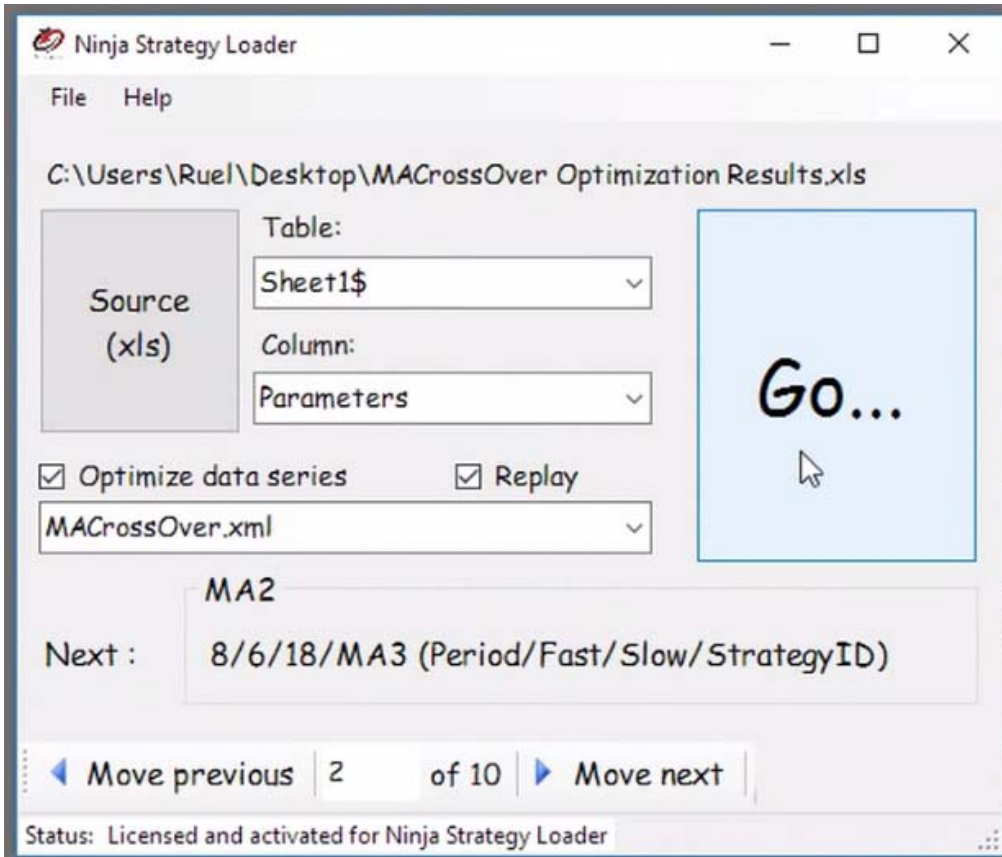 Ninja Strategy Loader
File Help
C:\Users\Ruel\Desktop\MACrossOver Optimization Results.xls
Source
(xls)
Table:
Sheet1$
Column:
Parameters
Go...
Optimize data series
Replay
MACrossOver.xml
MA2
Next :
8/6/18/MA3 (Period/Fast/Slow/StrategyID)
Move previous 2 of 10 Move next
Status: Licensed and activated for Ninja Strategy Loader